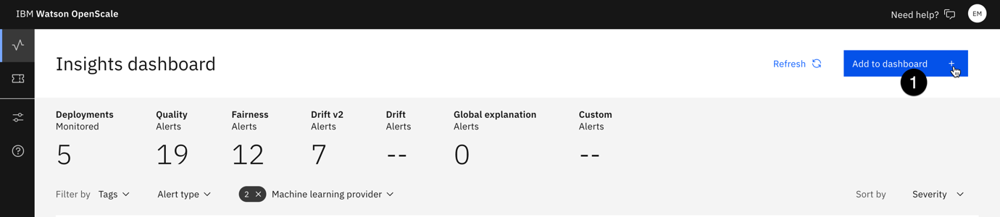 IBM Watson OpenScale
Need help?
EM
Insights dashboard
Refresh
Add to dashboard +
1
Deployments Quality Fairness Drift v2 Drift Global explanation Custom
Monitored Alerts Alerts Alerts Alerts Alerts Alerts
5 19 12 7 -- 0 --
Filter by Tags Alert type 2 × Machine learning provider Sort by Severity